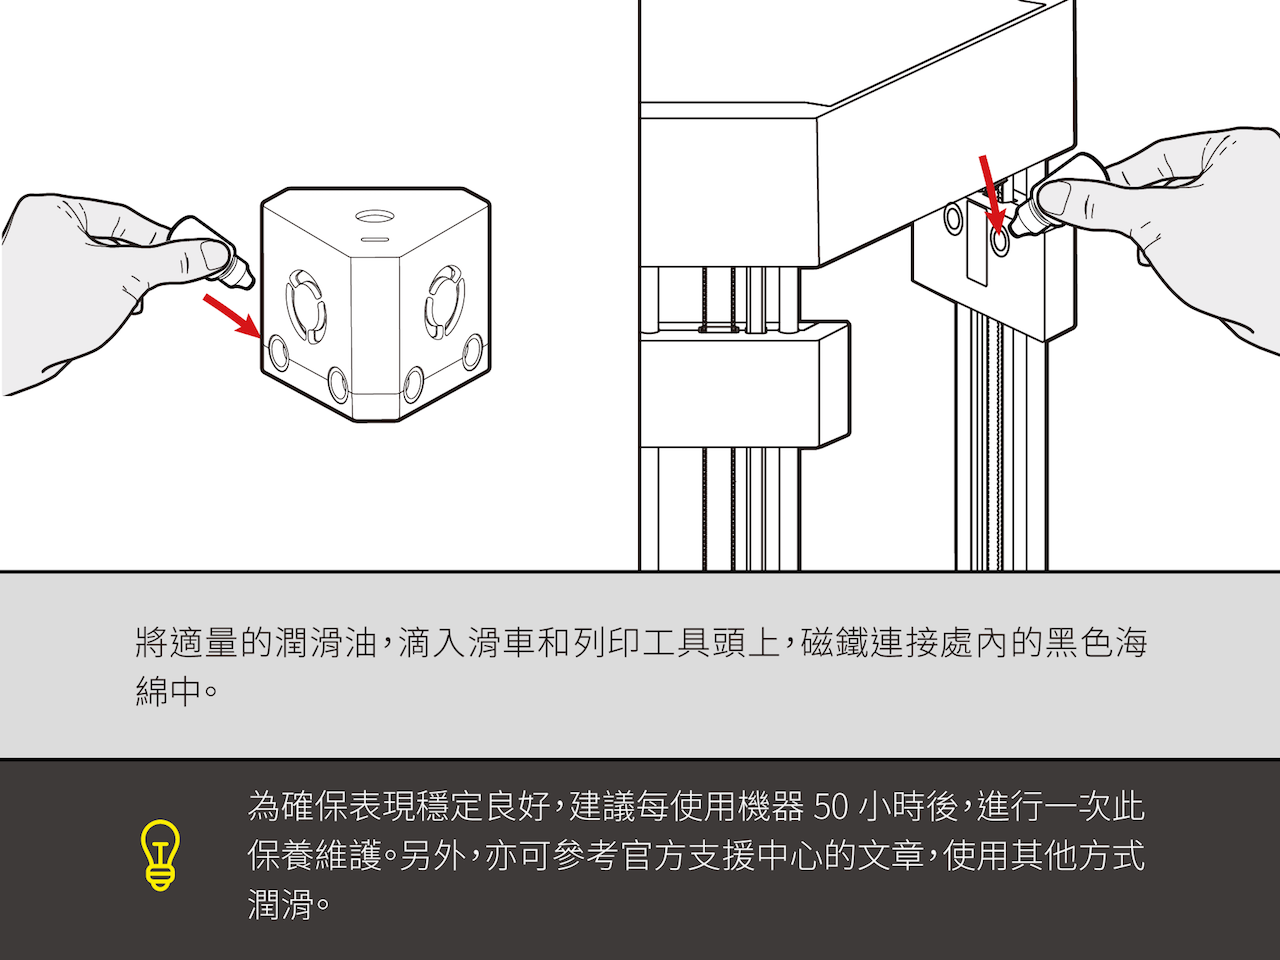 將適量的潤滑油，滴入滑車和列印工具頭上，磁鐵連接處內的黑色海
綿中。
為確保表現穩定良好，建議每使用機器 50 小時後，進行一次此
保養維護。另外，亦可參考官方支援中心的文章，使用其他方式
潤滑。